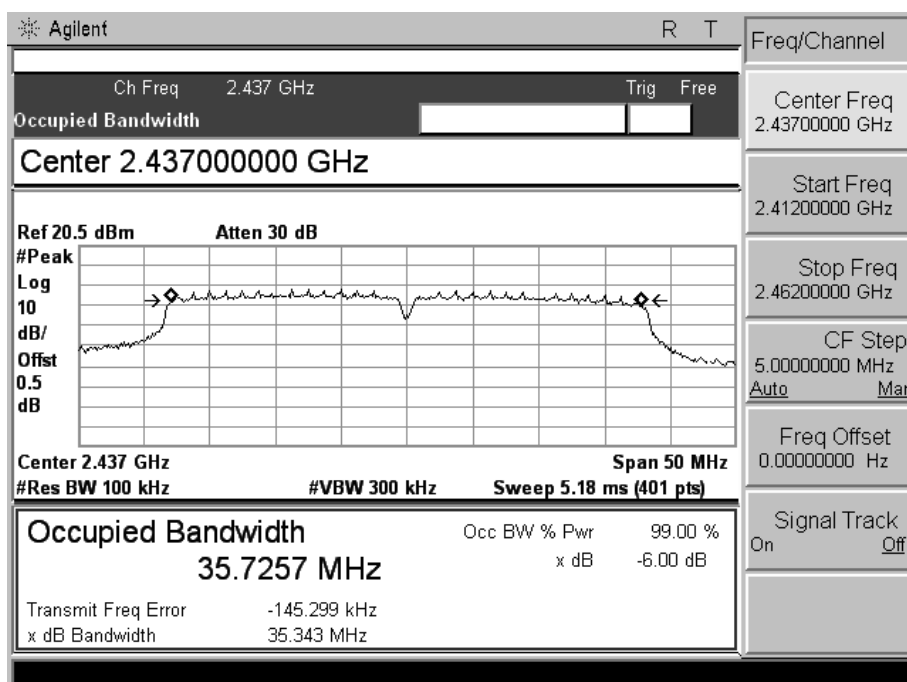 Agilent R T
Freq/Channel
Ch Freq 2.437 GHz Trig Free
Occupied Bandwidth
Center 2.437000000 GHz
Ref 20.5 dBm Atten 30 dB
#Peak
Log
10
dB/
Offst
0.5
dB
Center 2.437 GHz Span 50 MHz
#Res BW 100 kHz #VBW 300 kHz Sweep 5.18 ms (401 pts)
Occupied Bandwidth
35.7257 MHz
Occ BW % Pwr 99.00 %
x dB -6.00 dB
Transmit Freq Error -145.299 kHz
x dB Bandwidth 35.343 MHz
Center Freq
2.43700000 GHz
Start Freq
2.41200000 GHz
Stop Freq
2.46200000 GHz
CF Step
5.00000000 MHz
Auto Mar
Freq Offset
0.00000000 Hz
Signal Track
On Off